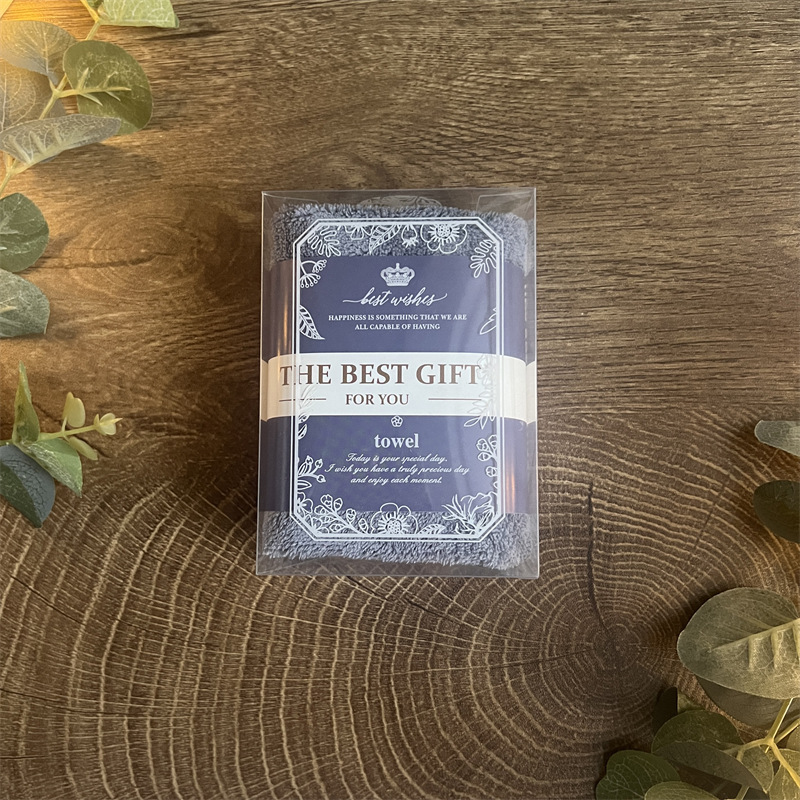 best wishes
HAPPINESS IS SOMETHING THAT WE ARE
ALL CAPABLE OF HAVING
THE BEST GIFT
FOR YOU
towel
Today is your special day.
I wish you have a truly precious day
and enjoy each moment.